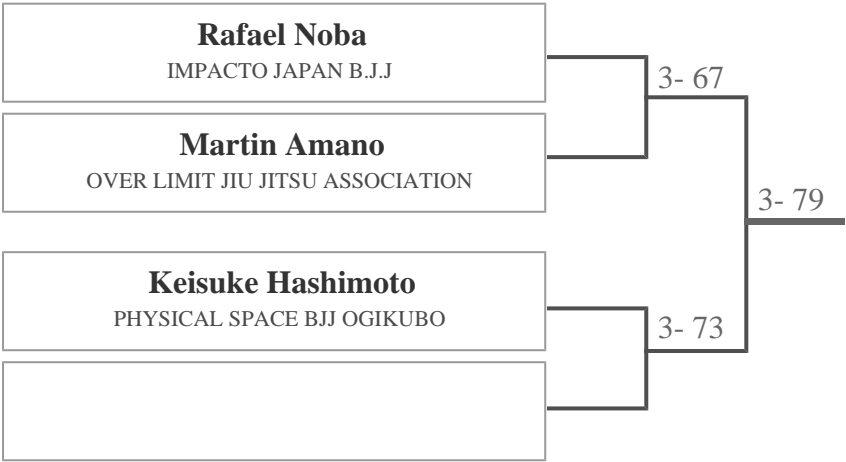 Rafael Noba
IMPACTO JAPAN B.J.J
3- 67
Martin Amano
OVER LIMIT JIU JITSU ASSOCIATION
3- 79
Keisuke Hashimoto
PHYSICAL SPACE BJJ OGIKUBO
3- 73